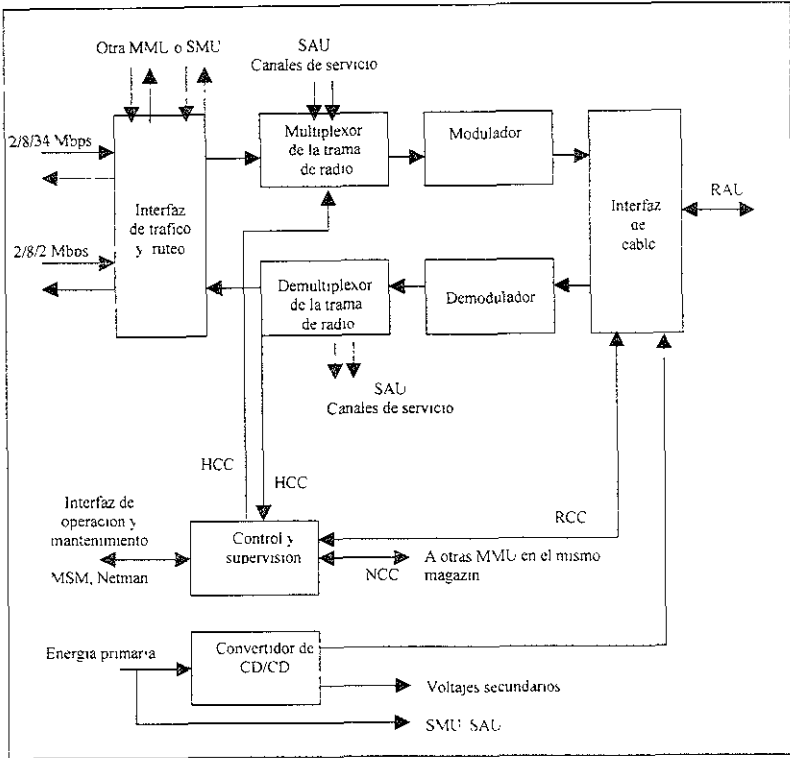 Otra MMU o SMU
SAU
Canales de servicio
2/8/34 Mbps
Multiplexor
de la trama
de radio
Modulador
Interfaz
de trafico
y ruteo
Interfaz
de
cable
RAU
2/8/2 Mbps
Demultiplexor
de la trama
de radio
Demodulador
SAU
Canales de servicio
HCC
HCC
Interfaz de
operacion y
mantenimiento
MSM, Netman
Control y
supervision
RCC
NCC
A otras MMU en el mismo
magazin
Energia primaria
Convertidor de
CD/CD
Voltajes secundarios
SMU SAU